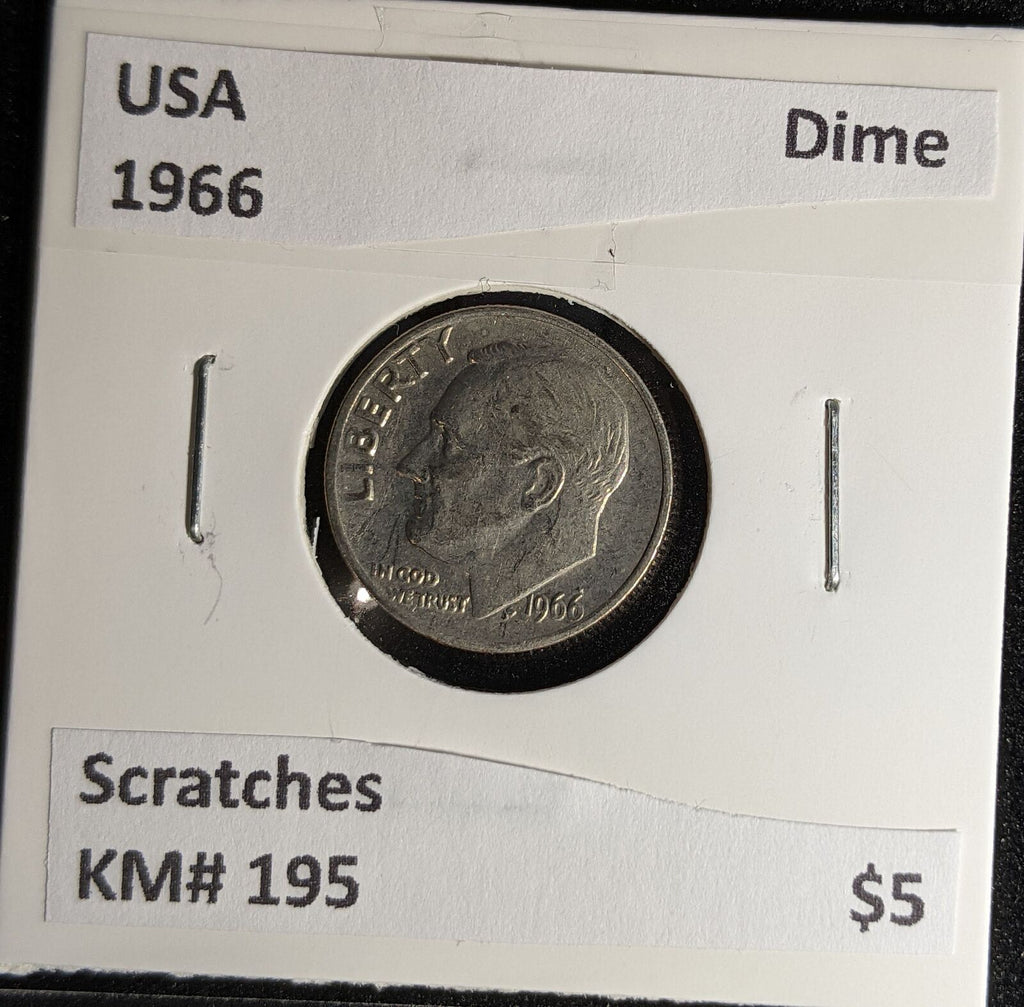 USA
1966
Dime
LIBERTY
IN GOD
WE TRUST
1966
Scratches
KM# 195
$5